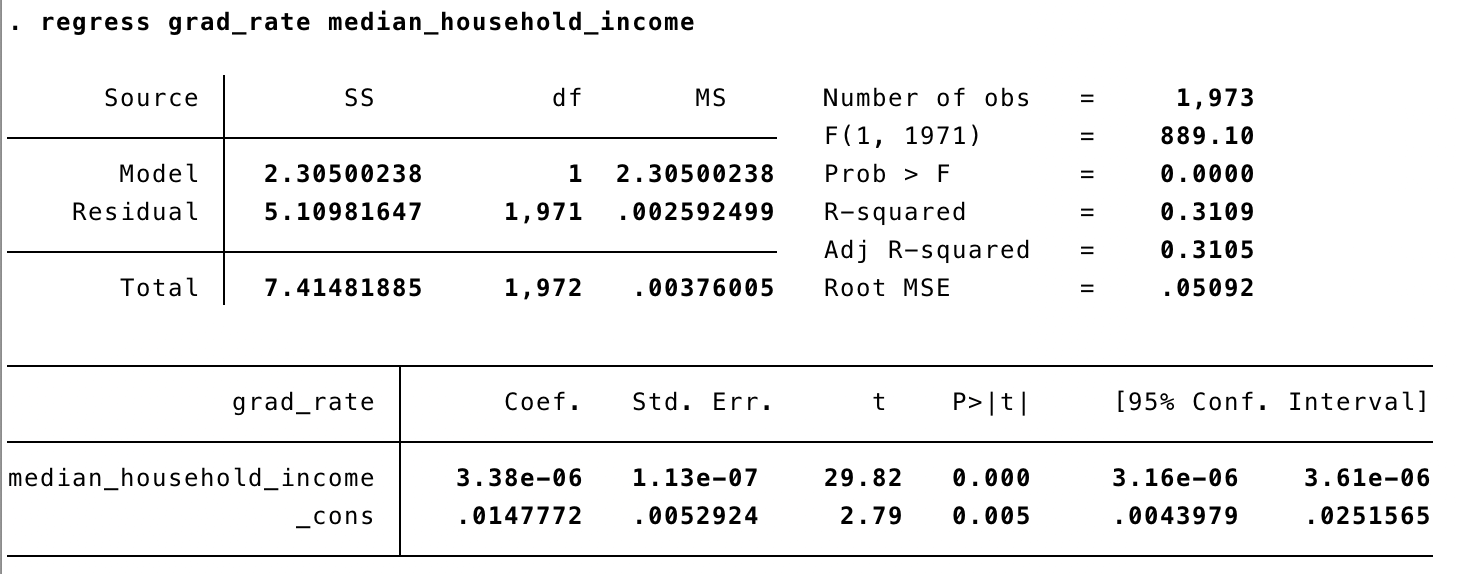 . regress grad_rate median_household_income
Source SS df MS Number of obs = 1,973
F(1, 1971) = 889.10
Model 2.30500238 1 2.30500238 Prob > F = 0.0000
Residual 5.10981647 1,971 .002592499 R-squared = 0.3109
Adj R-squared = 0.3105
Total 7.41481885 1,972 .00376005 Root MSE = .05092
grad_rate Coef. Std. Err. t P>|t| [95% Conf. Interval]
median_household_income 3.38e-06 1.13e-07 29.82 0.000 3.16e-06 3.61e-06
_cons .0147772 .0052924 2.79 0.005 .0043979 .0251565